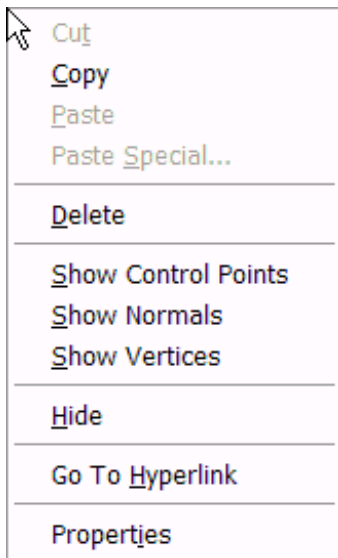 Cut
Copy
Paste
Paste Special...
Delete
Show Control Points
Show Normals
Show Vertices
Hide
Go To Hyperlink
Properties